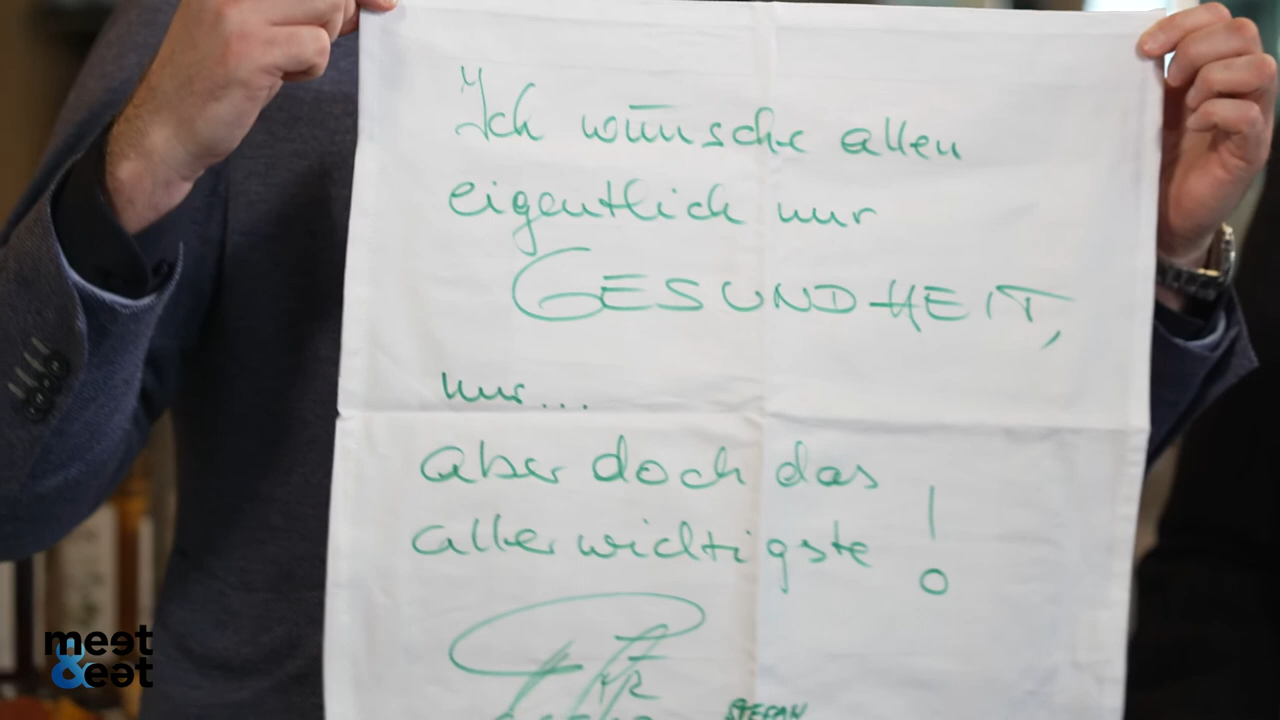 Ich wünsche allen
eigentlich nur
GESUNDHEIT,
nur...
aber doch das
allerwichtigste!
STEFAN
meet
&eat